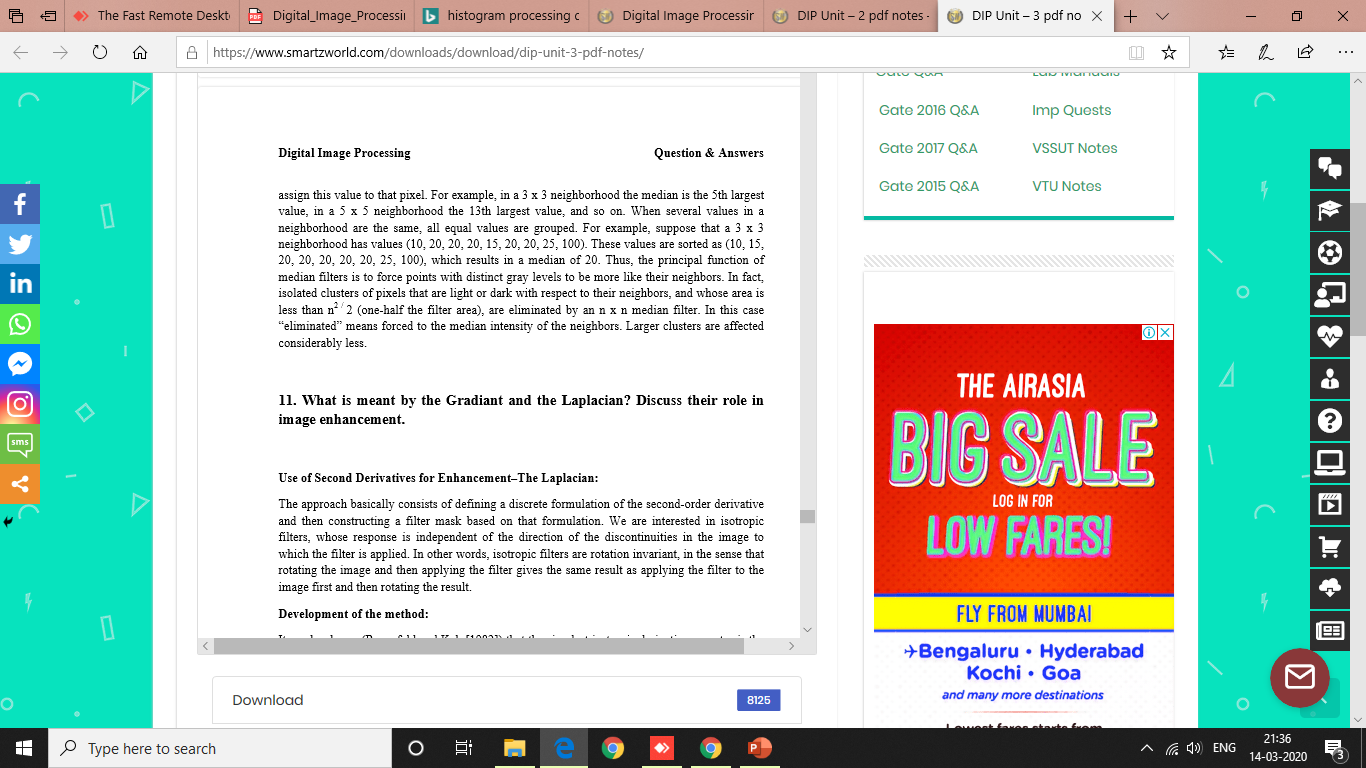 The Fast Remote Deskt
Digital_Image_Processin
histogram processing c
Digital Image Processin
DIP Unit – 2 pdf notes -
DIP Unit – 3 pdf no
https://www.smartzworld.com/downloads/download/dip-unit-3-pdf-notes/
Digital Image Processing Question & Answers
assign this value to that pixel. For example, in a 3 x 3 neighborhood the median is the 5th largest
value, in a 5 x 5 neighborhood the 13th largest value, and so on. When several values in a
neighborhood are the same, all equal values are grouped. For example, suppose that a 3 x 3
neighborhood has values (10, 20, 20, 20, 15, 20, 20, 25, 100). These values are sorted as (10, 15,
20, 20, 20, 20, 20, 25, 100), which results in a median of 20. Thus, the principal function of
median filters is to force points with distinct gray levels to be more like their neighbors. In fact,
isolated clusters of pixels that are light or dark with respect to their neighbors, and whose area is
less than n2 / 2 (one-half the filter area), are eliminated by an n x n median filter. In this case
“eliminated” means forced to the median intensity of the neighbors. Larger clusters are affected
considerably less.
11. What is meant by the Gradiant and the Laplacian? Discuss their role in
image enhancement.
Use of Second Derivatives for Enhancement–The Laplacian:
The approach basically consists of defining a discrete formulation of the second-order derivative
and then constructing a filter mask based on that formulation. We are interested in isotropic
filters, whose response is independent of the direction of the discontinuities in the image to
which the filter is applied. In other words, isotropic filters are rotation invariant, in the sense that
rotating the image and then applying the filter gives the same result as applying the filter to the
image first and then rotating the result.
Development of the method:
Download 8125
Gate Q&A Lab Manuals
Gate 2016 Q&A Imp Quests
Gate 2017 Q&A VSSUT Notes
Gate 2015 Q&A VTU Notes
THE AIRASIA
BIG SALE
LOG IN FOR
LOW FARES!
FLY FROM MUMBAI
Bengaluru • Hyderabad
Kochi • Goa
and many more destinations
Lowest fares starts from
sms
Type here to search
ENG
21:36
14-03-2020
3